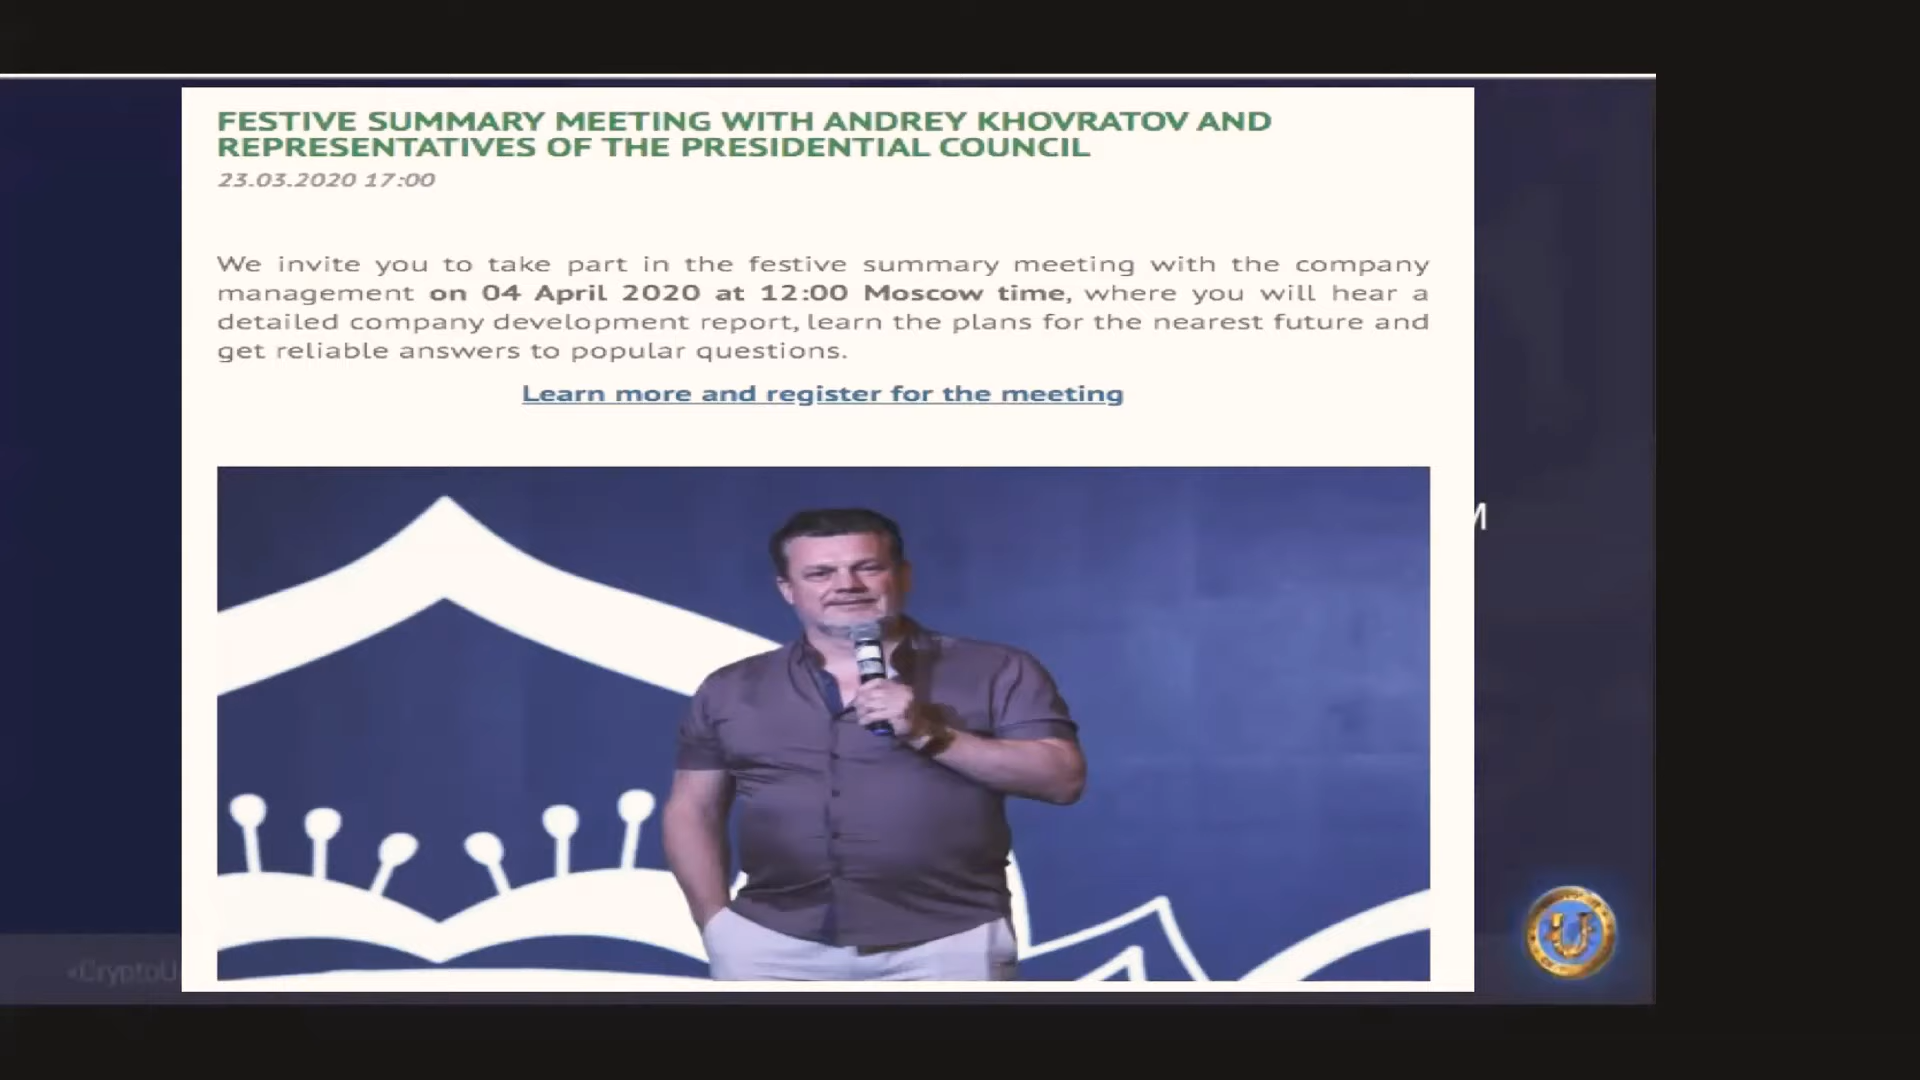 FESTIVE SUMMARY MEETING WITH ANDREY KHOVRATOV AND
REPRESENTATIVES OF THE PRESIDENTIAL COUNCIL
23.03.2020 17:00
We invite you to take part in the festive summary meeting with the company
management on 04 April 2020 at 12:00 Moscow time, where you will hear a
detailed company development report, learn the plans for the nearest future and
get reliable answers to popular questions.
Learn more and register for the meeting
M
CryptoU
U